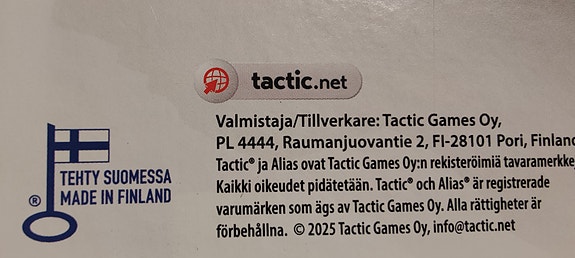 tactic.net
Valmistaja/Tillverkare: Tactic Games Oy,
PL 4444, Raumanjuovantie 2, FI-28101 Pori, Finland
Tactic® ja Alias ovat Tactic Games Oy:n rekisteröimiä tavaramerkke
Kaikki oikeudet pidätetään. Tactic® och Alias® är registrerade
varumärken som ägs av Tactic Games Oy. Alla rättigheter är
förbehållna. © 2025 Tactic Games Oy, info@tactic.net
TEHTY SUOMESSA
® MADE IN FINLAND